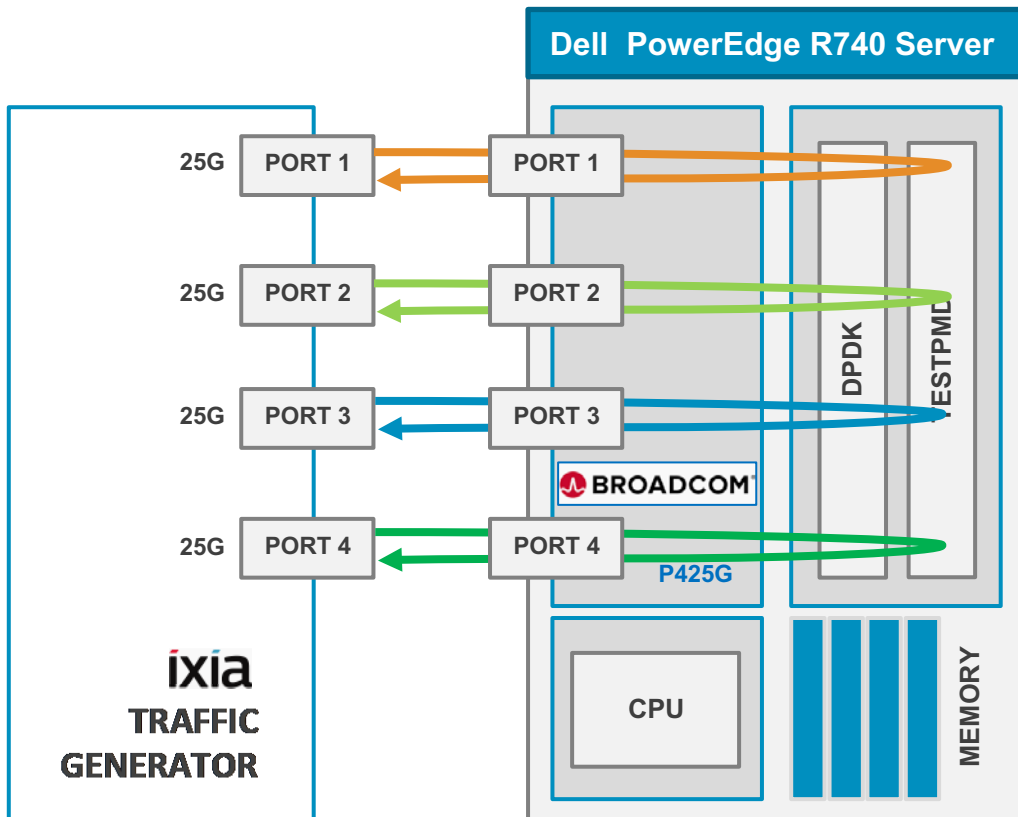 Dell PowerEdge R740 Server
25G
PORT 1
PORT 1
25G
PORT 2
PORT 2
25G
PORT 3
PORT 3
25G
PORT 4
PORT 4
DPDK
TESTPMD
BROADCOM®
P425G
ixia
TRAFFIC
GENERATOR
CPU
MEMORY